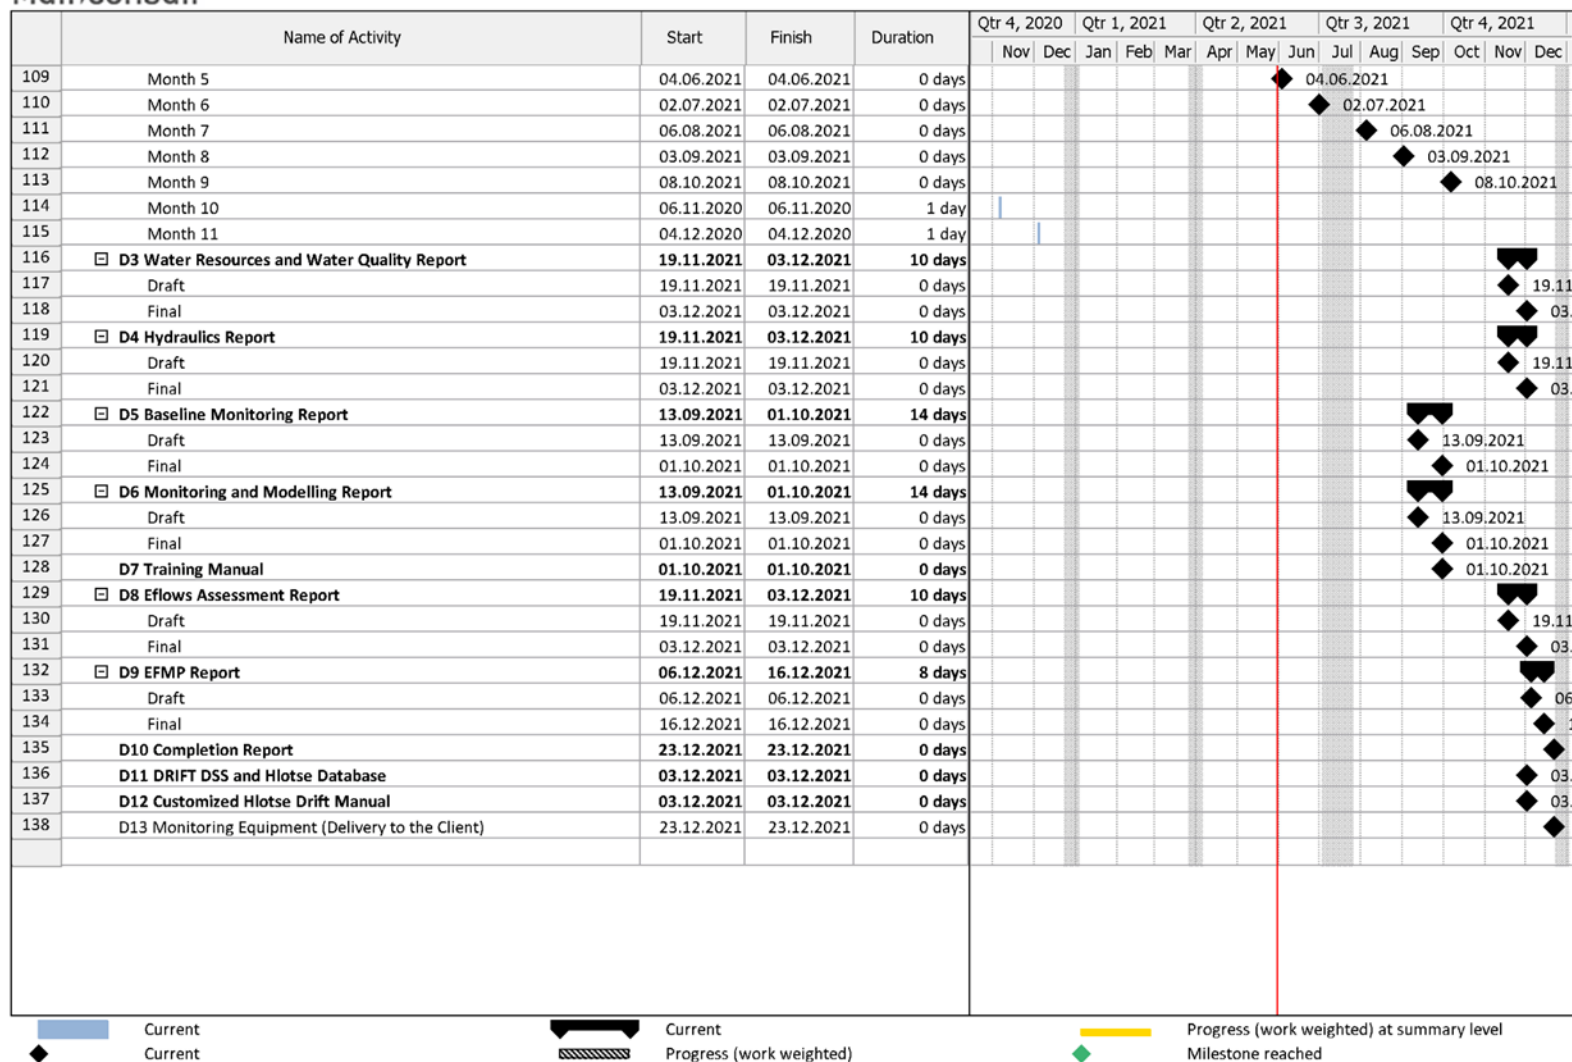 Name of Activity Start Finish Duration Qtr 4, 2020 Qtr 1, 2021 Qtr 2, 2021 Qtr 3, 2021 Qtr 4, 2021
Nov Dec Jan Feb Mar Apr May Jun Jul Aug Sep Oct Nov Dec
109 Month 5 04.06.2021 04.06.2021 0 days 04.06.2021
110 Month 6 02.07.2021 02.07.2021 0 days 02.07.2021
111 Month 7 06.08.2021 06.08.2021 0 days 06.08.2021
112 Month 8 03.09.2021 03.09.2021 0 days 03.09.2021
113 Month 9 08.10.2021 08.10.2021 0 days 08.10.2021
114 Month 10 06.11.2020 06.11.2020 1 day
115 Month 11 04.12.2020 04.12.2020 1 day
116 D3 Water Resources and Water Quality Report 19.11.2021 03.12.2021 10 days
117 Draft 19.11.2021 19.11.2021 0 days 19.11
118 Final 03.12.2021 03.12.2021 0 days 03.
119 D4 Hydraulics Report 19.11.2021 03.12.2021 10 days
120 Draft 19.11.2021 19.11.2021 0 days 19.11
121 Final 03.12.2021 03.12.2021 0 days 03.
122 D5 Baseline Monitoring Report 13.09.2021 01.10.2021 14 days
123 Draft 13.09.2021 13.09.2021 0 days 13.09.2021
124 Final 01.10.2021 01.10.2021 0 days 01.10.2021
125 D6 Monitoring and Modelling Report 13.09.2021 01.10.2021 14 days
126 Draft 13.09.2021 13.09.2021 0 days 13.09.2021
127 Final 01.10.2021 01.10.2021 0 days 01.10.2021
128 D7 Training Manual 01.10.2021 01.10.2021 0 days 01.10.2021
129 D8 Eflows Assessment Report 19.11.2021 03.12.2021 10 days
130 Draft 19.11.2021 19.11.2021 0 days 19.11
131 Final 03.12.2021 03.12.2021 0 days 03.
132 D9 EFMP Report 06.12.2021 16.12.2021 8 days
133 Draft 06.12.2021 06.12.2021 0 days 06
134 Final 16.12.2021 16.12.2021 0 days 1
135 D10 Completion Report 23.12.2021 23.12.2021 0 days
136 D11 DRIFT DSS and Hlotse Database 03.12.2021 03.12.2021 0 days 03.
137 D12 Customized Hlotse Drift Manual 03.12.2021 03.12.2021 0 days 03.
138 D13 Monitoring Equipment (Delivery to the Client) 23.12.2021 23.12.2021 0 days
Current Current Progress (work weighted) at summary level
Current Progress (work weighted) Milestone reached